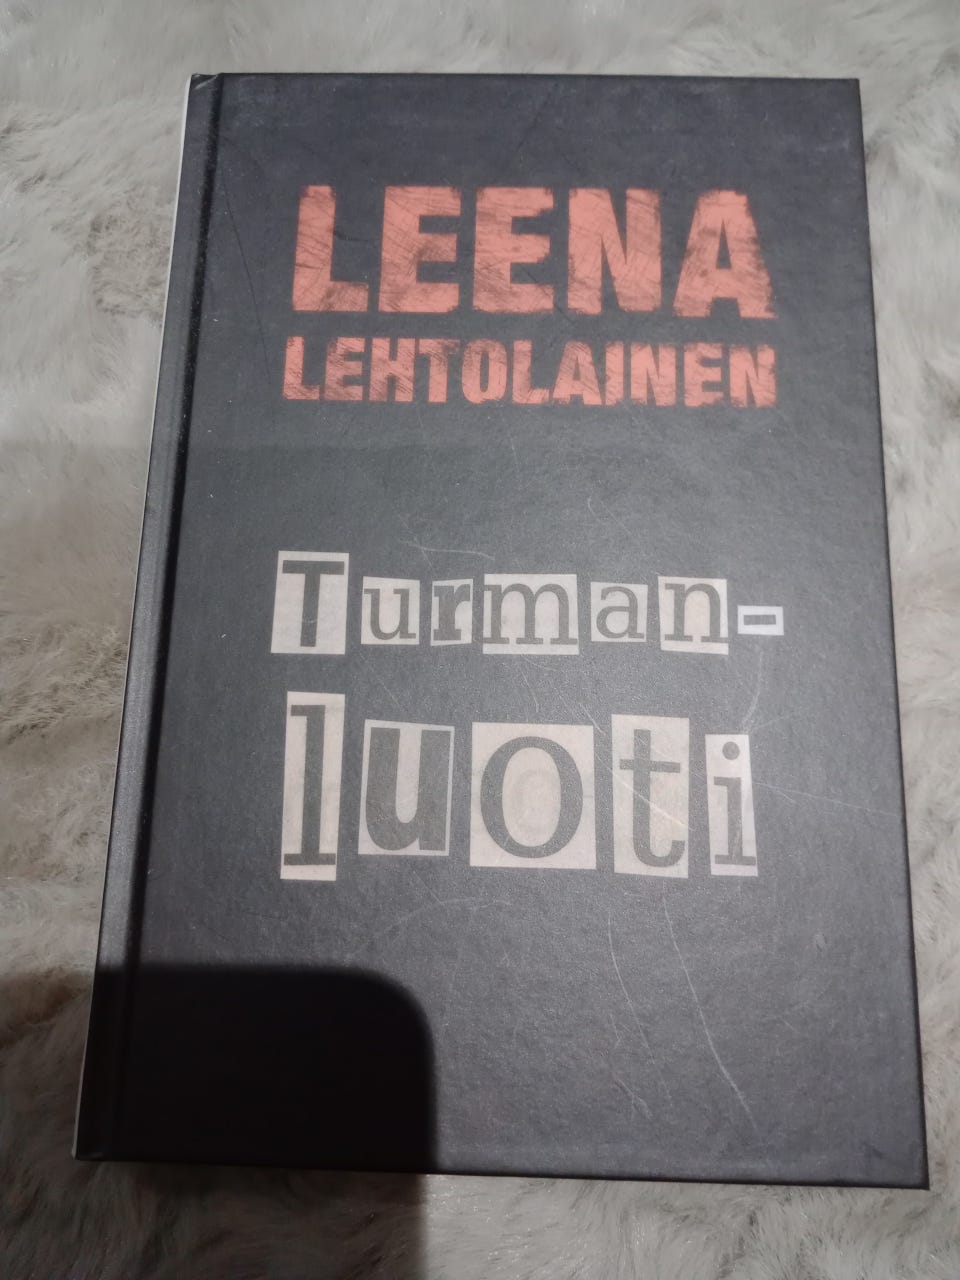 LEENA
LEHTOLAINEN
Turman-
luoti